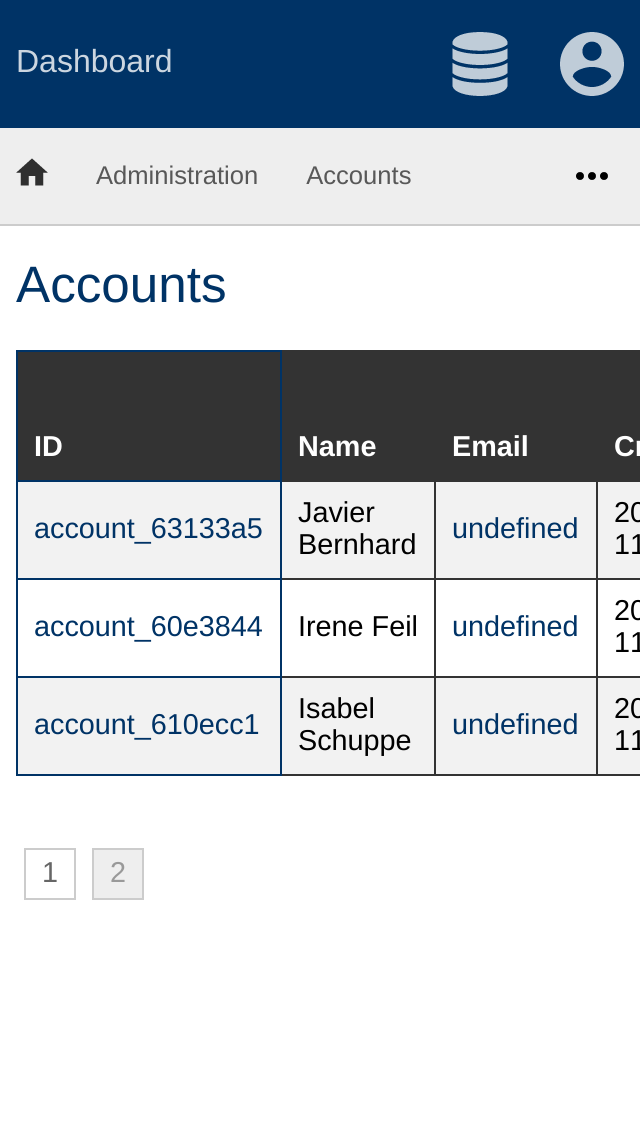 Dashboard
Administration Accounts
Accounts
ID Name Email
account_63133a5 Javier Bernhard undefined 20 11
account_60e3844 Irene Feil undefined 20 11
account_610ecc1 Isabel Schuppe undefined 20 11
1 2